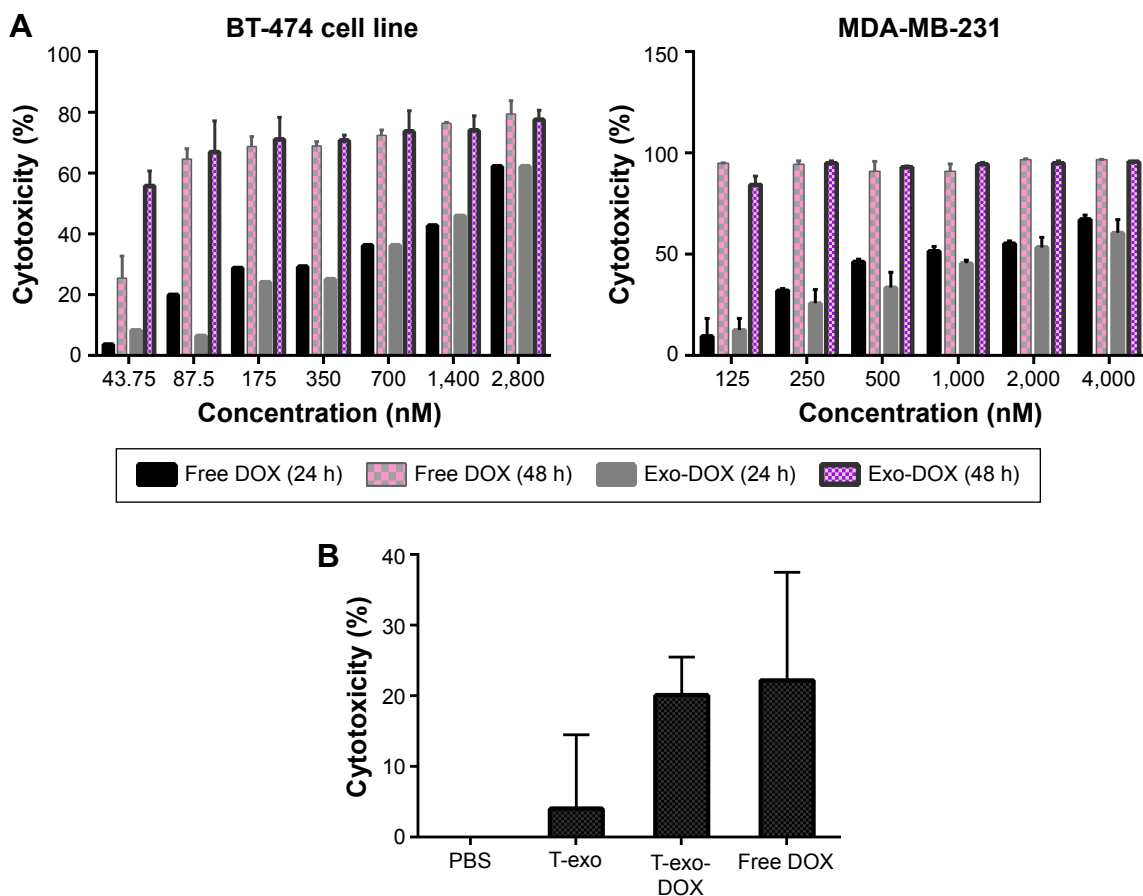 A
BT-474 cell line
Cytotoxicity (%)
100
80
60
40
20
0
43.75 87.5 175 350 700 1,400 2,800
Concentration (nM)
MDA-MB-231
Cytotoxicity (%)
150
100
50
0
125 250 500 1,000 2,000 4,000
Concentration (nM)
Free DOX (24 h) Free DOX (48 h) Exo-DOX (24 h) Exo-DOX (48 h)
B
Cytotoxicity (%)
40
30
20
10
0
PBS T-exo T-exo- Free DOX
DOX